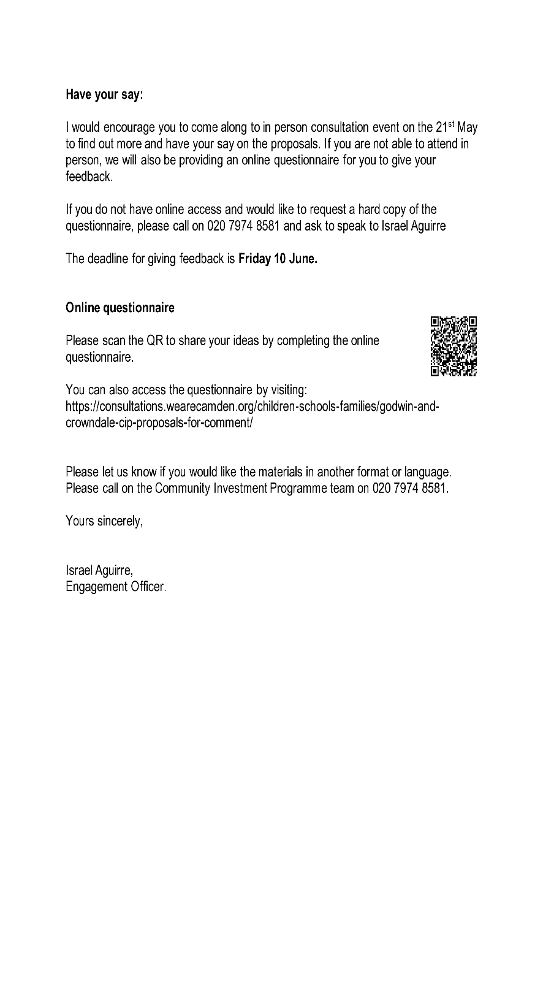 Have your say:
I would encourage you to come along to in person consultation event on the 21st May
to find out more and have your say on the proposals. If you are not able to attend in
person, we will also be providing an online questionnaire for you to give your
feedback.
If you do not have online access and would like to request a hard copy of the
questionnaire, please call on 020 7974 8581 and ask to speak to Israel Aguirre
The deadline for giving feedback is Friday 10 June.
Online questionnaire
Please scan the QR to share your ideas by completing the online
questionnaire.
You can also access the questionnaire by visiting:
https://consultations.wearecamden.org/children-schools-families/godwin-and-
crowndale-cip-proposals-for-comment/
Please let us know if you would like the materials in another format or language.
Please call on the Community Investment Programme team on 020 7974 8581.
Yours sincerely,
Israel Aguirre,
Engagement Officer.